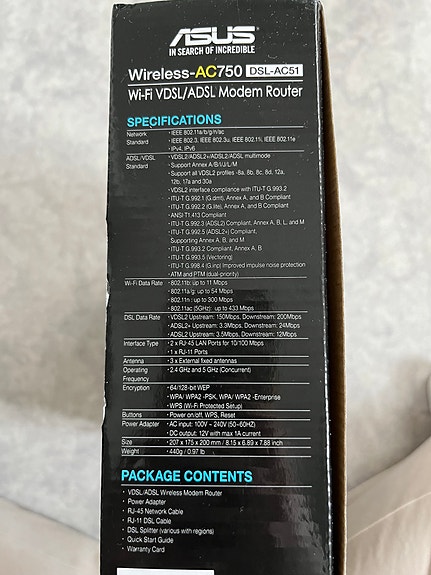 ASUS
IN SEARCH OF INCREDIBLE
Wireless-AC750 DSL-AC51
Wi-Fi VDSL/ADSL Modem Router
SPECIFICATIONS
Network Standard
· IEEE 802.11a/b/g/n/ac
· IEEE 802.3, IEEE 802.3u, IEEE 802.11i, IEEE 802.11e
· IPv4, IPv6
ADSL/VDSL Standard
· VDSL2/ADSL2+/ADSL2/ADSL multimode
· Support Annex A/B/I/J/L/M
· Support all VDSL2 profiles -8a, 8b, 8c, 8d, 12a,
12b, 17a and 30a
· VDSL2 interface compliant with ITU-T G.993.2
· ITU-T G.992.1 (G.dmt), Annex A, and B Compliant
· ITU-T G.992.2 (G.lite), Annex A, and B Compliant
· ANSI-T1.413 Compliant
· ITU-T G.992.3 (ADSL2) Compliant, Annex A, B, L, and M
· ITU-T G.992.5 (ADSL2+) Compliant,
Supporting Annex A, B, and M
· ITU-T G.993.2 Compliant, Annex A, B
· ITU-T G.993.5 (Vectoring)
· ITU-T G.998.4 (G.inp) Improved impulse noise protection
· ATM and PTM (dual-priority)
Wi-Fi Data Rate
· 802.11b: up to 11 Mbps
· 802.11a/g: up to 54 Mbps
· 802.11n : up to 300 Mbps
· 802.11ac (5GHz): up to 433 Mbps
DSL Data Rate
· VDSL2 Upstream: 150Mbps, Downstream: 200Mbps
· ADSL2+ Upstream: 3.3Mbps, Downstream: 24Mbps
· ADSL2 Upstream: 3.5Mbps, Downstream: 12Mbps
Interface Type
· 2 x RJ-45 LAN Ports for 10/100 Mbps
· 1 x RJ-11 Ports
Antenna
· 3 x External fixed antennas
Operating Frequency
· 2.4 GHz and 5 GHz (Concurrent)
Encryption
· 64/128-bit WEP
· WPA/ WPA2 -PSK, WPA/ WPA2 -Enterprise
· WPS (Wi-Fi Protected Setup)
Buttons
· Power on/off, WPS, Reset
Power Adapter
· AC input: 100V ~ 240V (50~60HZ)
· DC output: 12V with max 1A current
Size
· 207 x 175 x 200 mm / 8.15 x 6.89 x 7.88 inch
Weight
· 440g / 0.97 lb
PACKAGE CONTENTS
· VDSL/ADSL Wireless Modem Router
· Power Adapter
· RJ-45 Network Cable
· RJ-11 DSL Cable
· DSL Splitter (various with regions)
· Quick Start Guide
· Warranty Card